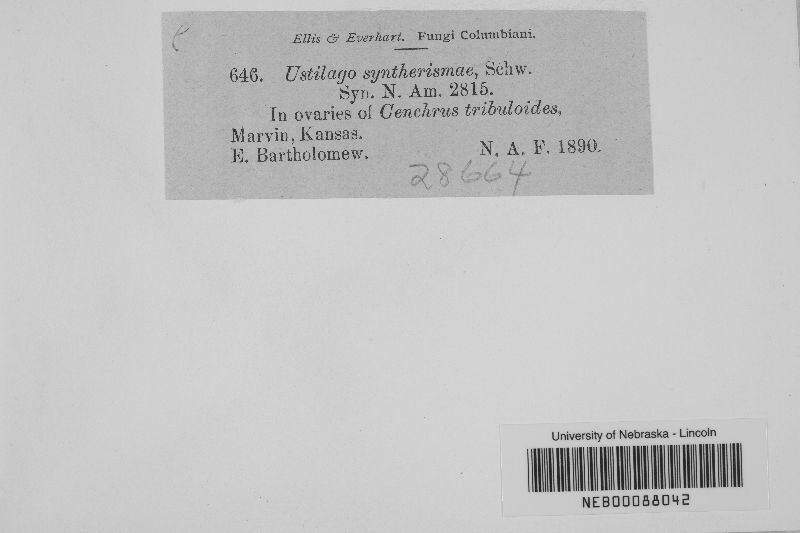 Ellis & Everhart. Fungi Columbiani.
646. Ustilago syntherismae, Schw.
Syn. N. Am. 2815.
In ovaries of Cenchrus tribuloides,
Marvin, Kansas.
E. Bartholomew. N. A. F. 1890.
28664
University of Nebraska - Lincoln
NEB00088042